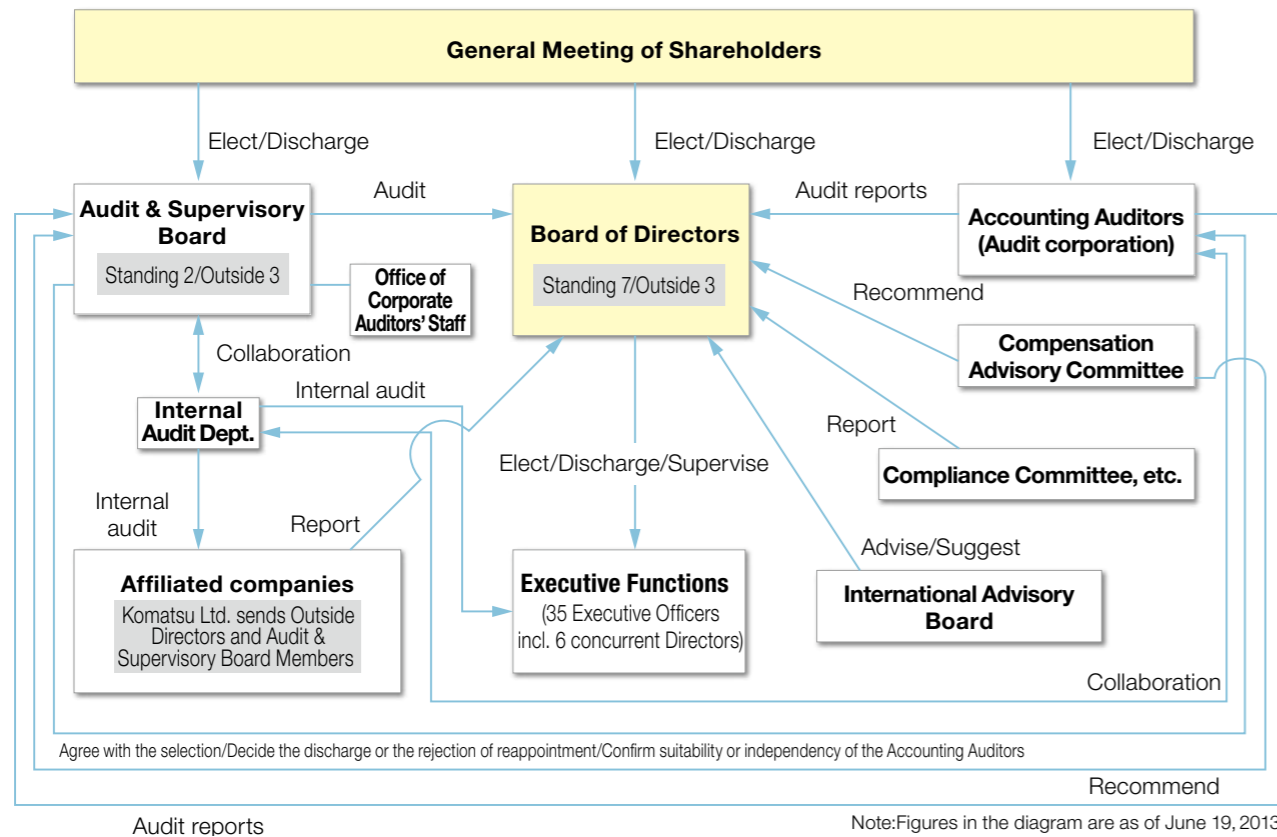 General Meeting of Shareholders
Elect/Discharge
Elect/Discharge
Elect/Discharge
Audit & Supervisory
Board
Standing 2/Outside 3
Audit
Board of Directors
Standing 7/Outside 3
Audit reports
Accounting Auditors
(Audit corporation)
Office of
Corporate
Auditors' Staff
Recommend
Compensation
Advisory Committee
Collaboration
Internal audit
Internal
Audit Dept.
Report
Compliance Committee, etc.
Elect/Discharge/Supervise
Internal
audit
Report
Advise/Suggest
Affiliated companies
Komatsu Ltd. sends Outside
Directors and Audit &
Supervisory Board Members
Executive Functions
(35 Executive Officers
incl. 6 concurrent Directors)
International Advisory
Board
Collaboration
Agree with the selection/Decide the discharge or the rejection of reappointment/Confirm suitability or independency of the Accounting Auditors
Recommend
Audit reports
Note:Figures in the diagram are as of June 19, 2013